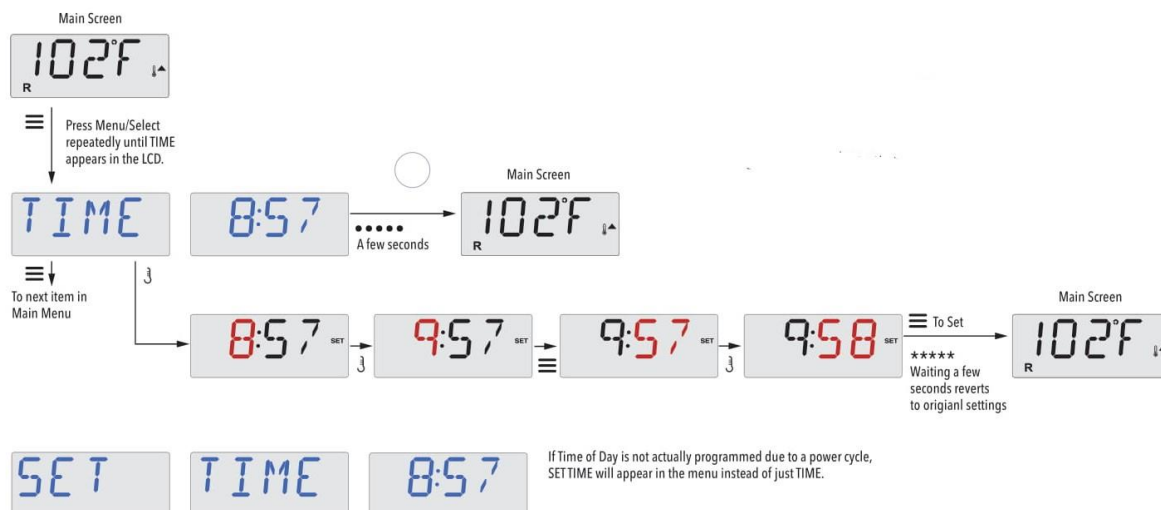 Main Screen
102°F
R
Press Menu/Select
repeatedly until TIME
appears in the LCD.
TIME
8:57
A few seconds
Main Screen
102°F
R
To next item in
Main Menu
8:57 SET
9:57 SET
9:57 SET
9:58 SET
To Set
*****
Waiting a few
seconds reverts
to origianl settings
Main Screen
102°F
R
SET
TIME
8:57
If Time of Day is not actually programmed due to a power cycle,
SET TIME will appear in the menu instead of just TIME.